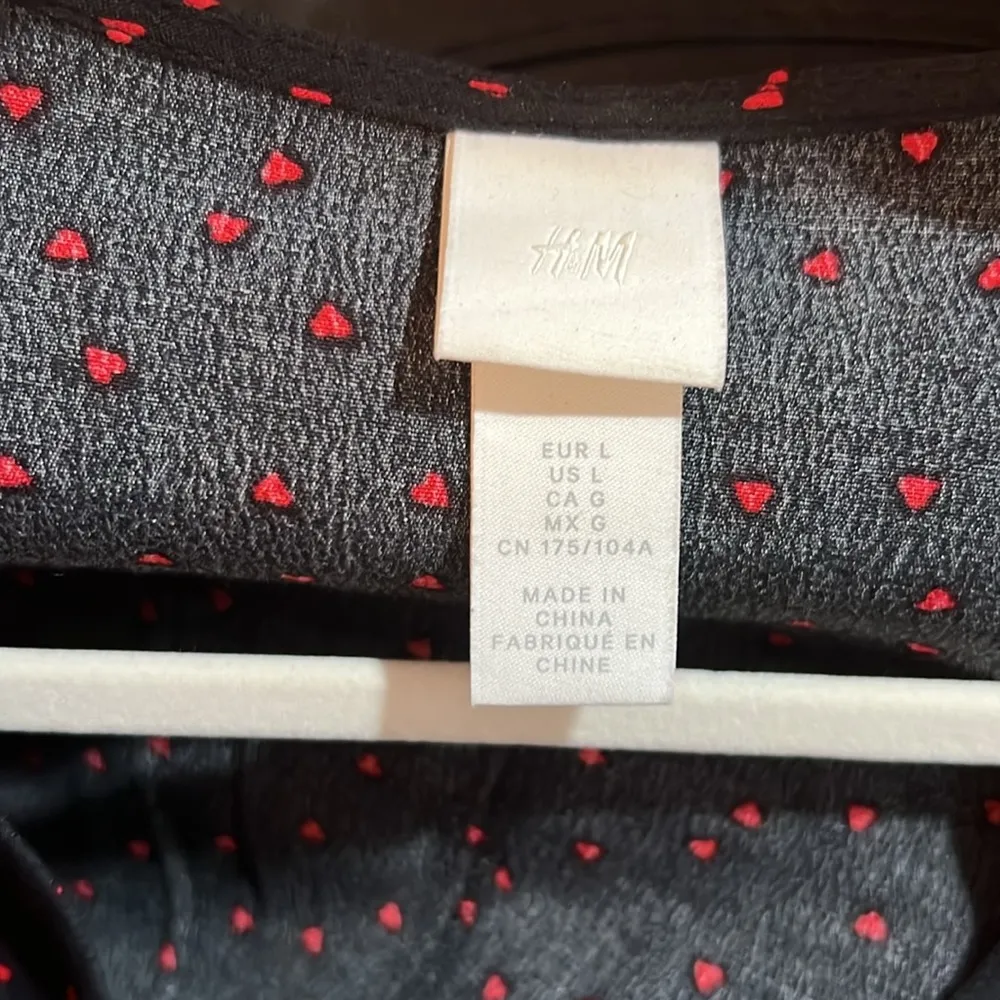 H&M
EUR L
US L
CA G
MX G
CN 175/104A
MADE IN
CHINA
FABRIQUÉ EN
CHINE